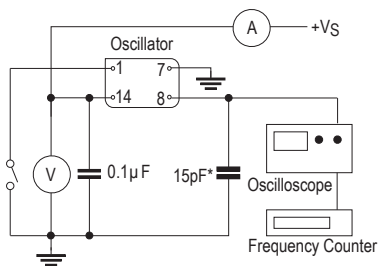 A
+VS
Oscillator
1 7
14 8
V
0.1µF
15pF*
Oscilloscope
Frequency Counter